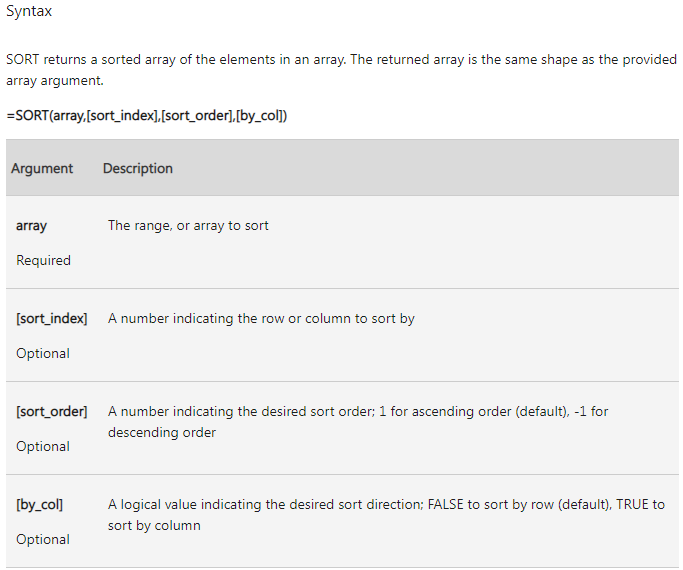 Syntax
SORT returns a sorted array of the elements in an array. The returned array is the same shape as the provided
array argument.
=SORT(array,[sort_index],[sort_order],[by_col])
Argument Description
array The range, or array to sort
Required
[sort_index] A number indicating the row or column to sort by
Optional
[sort_order] A number indicating the desired sort order; 1 for ascending order (default), -1 for
descending order
Optional
[by_col] A logical value indicating the desired sort direction; FALSE to sort by row (default), TRUE to
sort by column
Optional